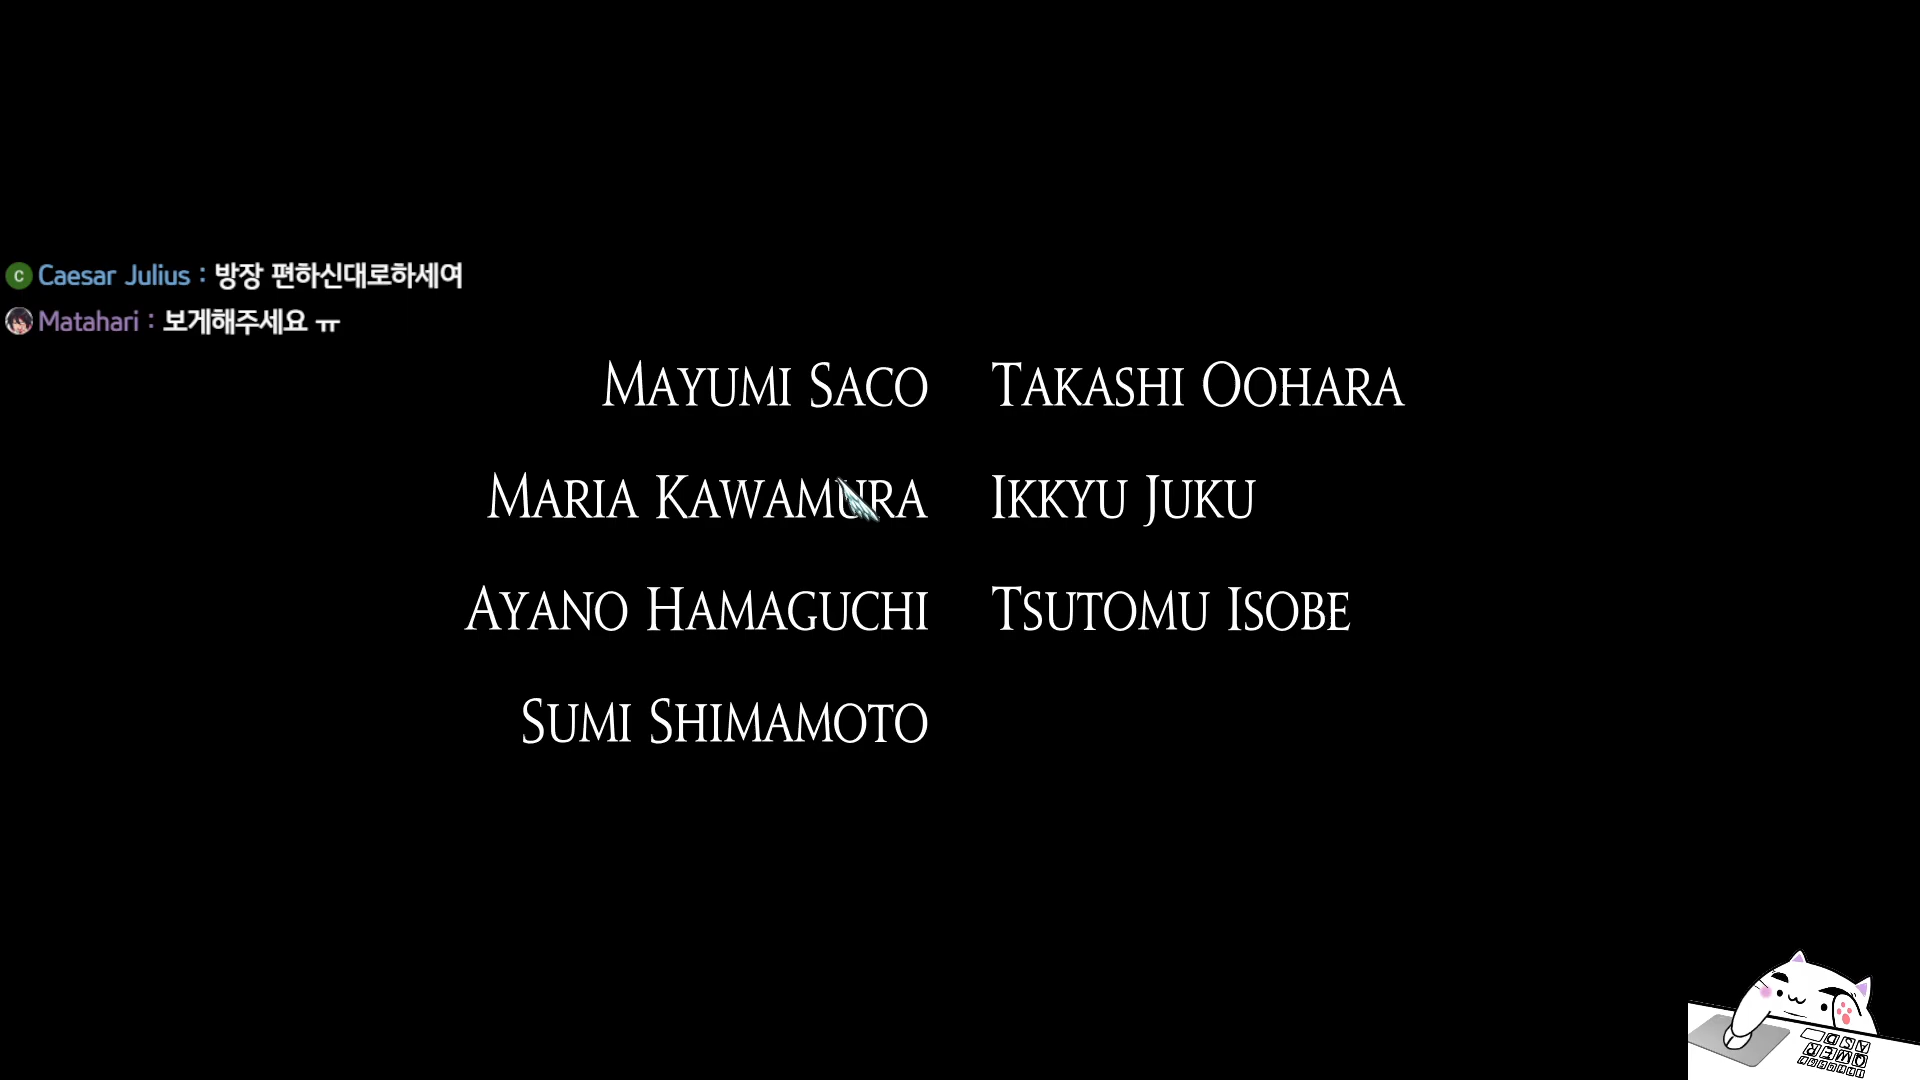 C Caesar Julius : 방장 편하신대로하세여
Matahari : 보게해주세요 ㅠ
MAYUMI SACO TAKASHI OOHARA
MARIA KAWAMURA IKKYU JUKU
AYANO HAMAGUCHI TSUTOMU ISOBE
SUMI SHIMAMOTO